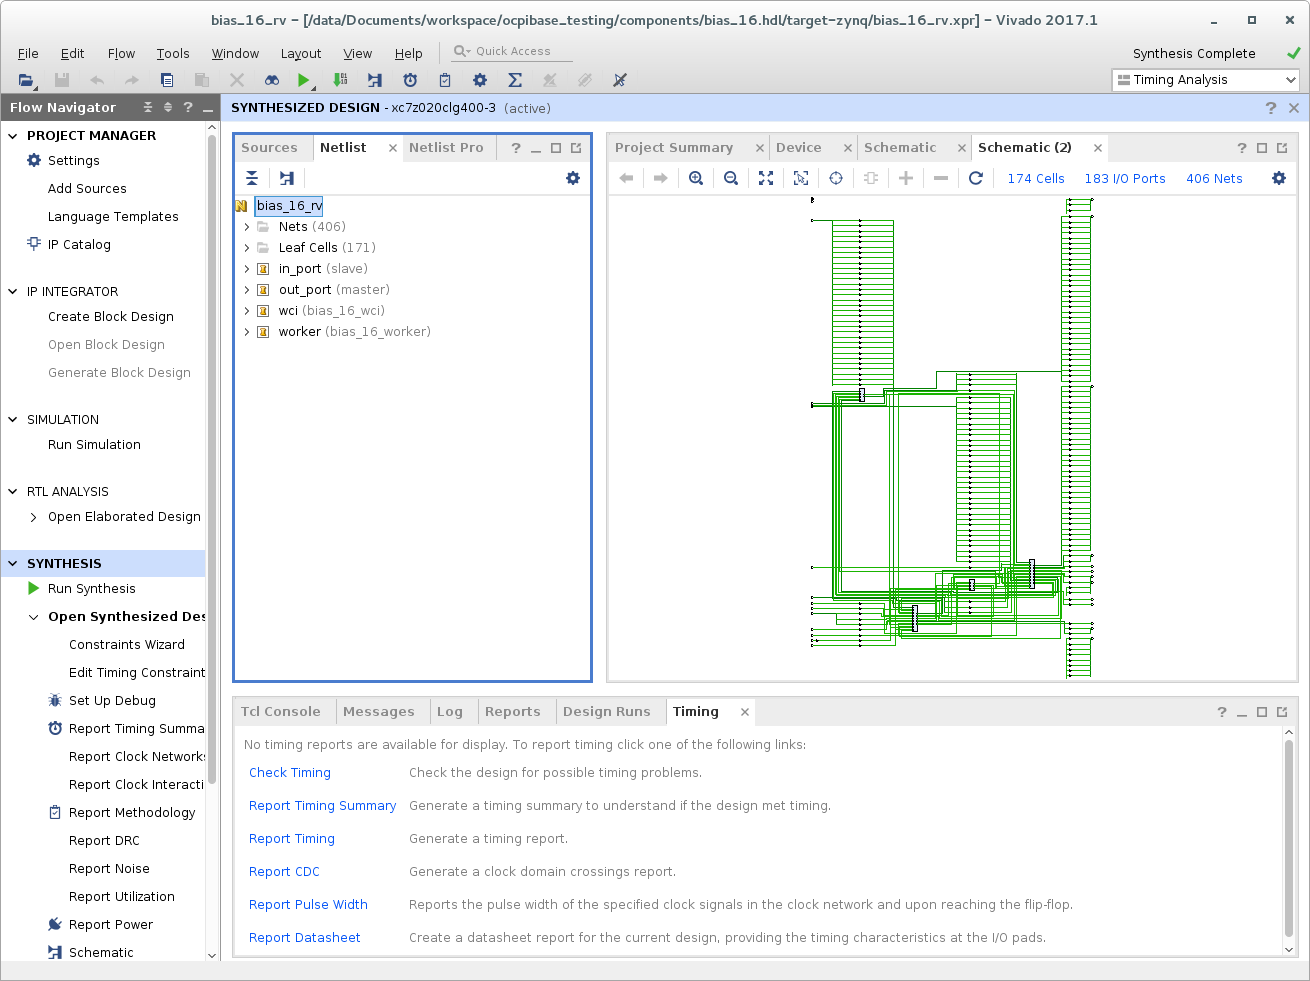 bias_16_rv – [/data/Documents/workspace/ocpibase_testing/components/bias_16.hdl/target-zynq/bias_16_rv.xpr] – Vivado 2017.1
File Edit Flow Tools Window Layout View Help Quick Access
Synthesis Complete
Timing Analysis
Flow Navigator
PROJECT MANAGER
Settings
Add Sources
Language Templates
IP Catalog
IP INTEGRATOR
Create Block Design
Open Block Design
Generate Block Design
SIMULATION
Run Simulation
RTL ANALYSIS
Open Elaborated Design
SYNTHESIS
Run Synthesis
Open Synthesized Des
Constraints Wizard
Edit Timing Constraint
Set Up Debug
Report Timing Summa
Report Clock Networks
Report Clock Interacti
Report Methodology
Report DRC
Report Noise
Report Utilization
Report Power
Schematic
SYNTHESIZED DESIGN - xc7z020clg400-3 (active)
Sources Netlist Netlist Pro
bias_16_rv
Nets (406)
Leaf Cells (171)
in_port (slave)
out_port (master)
wci (bias_16_wci)
worker (bias_16_worker)
Project Summary Device Schematic Schematic (2)
174 Cells 183 I/O Ports 406 Nets
Tcl Console Messages Log Reports Design Runs Timing
No timing reports are available for display. To report timing click one of the following links:
Check Timing Check the design for possible timing problems.
Report Timing Summary Generate a timing summary to understand if the design met timing.
Report Timing Generate a timing report.
Report CDC Generate a clock domain crossings report.
Report Pulse Width Reports the pulse width of the specified clock signals in the clock network and upon reaching the flip-flop.
Report Datasheet Create a datasheet report for the current design, providing the timing characteristics at the I/O pads.